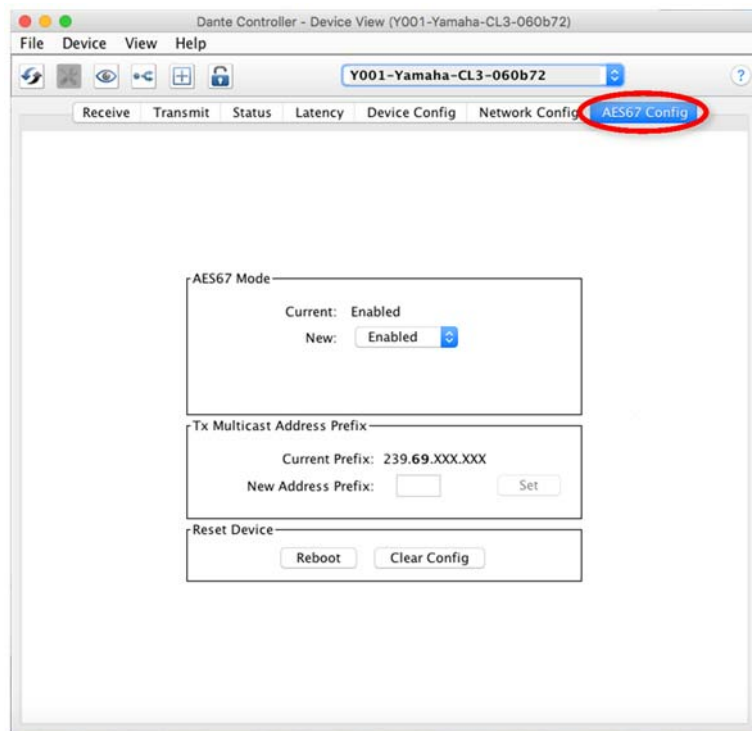 Dante Controller - Device View (Y001-Yamaha-CL3-060b72)
File Device View Help
Y001-Yamaha-CL3-060b72 ?
Receive Transmit Status Latency Device Config Network Config AES67 Config
AES67 Mode
Current: Enabled
New: Enabled
Tx Multicast Address Prefix
Current Prefix: 239.69.XXX.XXX
New Address Prefix: Set
Reset Device
Reboot Clear Config